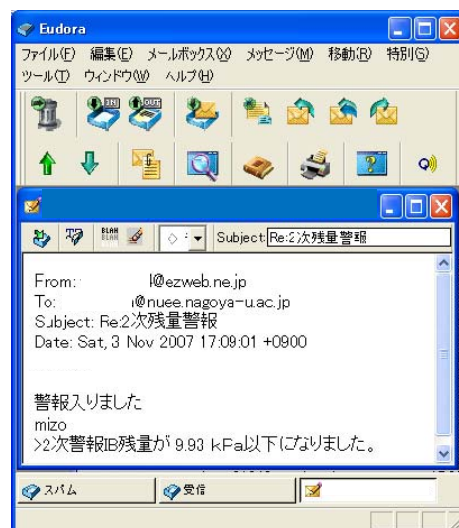 Eudora
ファイル(F) 編集(E) メールボックス(X) メッセージ(M) 移動(R) 特別(S)
ツール(T) ウィンドウ(W) ヘルプ(H)
IN OUT
BLAH
BLAH
Subject:Re:2次残量警報
From: l@ezweb.ne.jp
To: @nuee.nagoya-u.ac.jp
Subject: Re:2次残量警報
Date: Sat, 3 Nov 2007 17:09:01 +0900
警報入りました
mizo
>2次警報IB残量が 9.93 kPa以下になりました。
スパム 受信